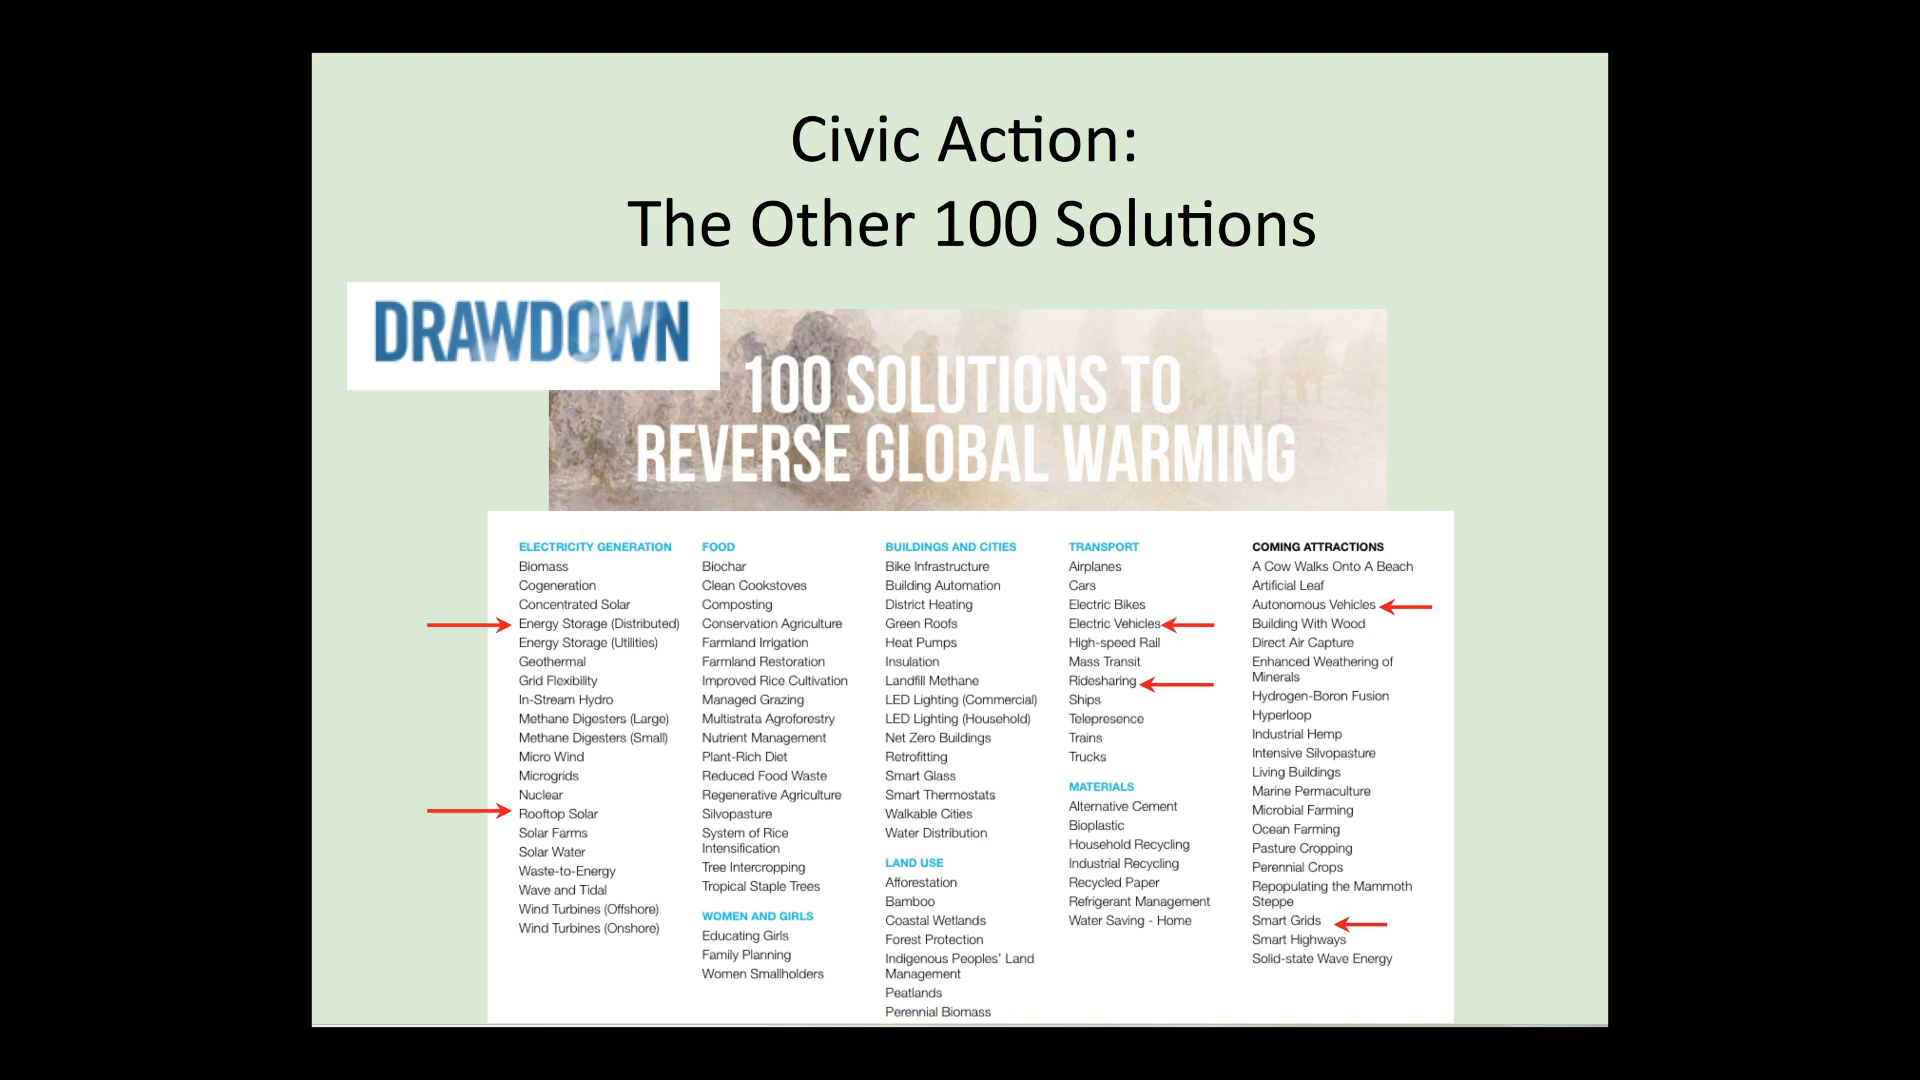 Civic Action:
The Other 100 Solutions
DRAWDOWN
100 SOLUTIONS TO
REVERSE GLOBAL WARMING
ELECTRICITY GENERATION
Biomass
Cogeneration
Concentrated Solar
Energy Storage (Distributed)
Energy Storage (Utilities)
Geothermal
Grid Flexibility
In-Stream Hydro
Methane Digesters (Large)
Methane Digesters (Small)
Micro Wind
Microgrids
Nuclear
Rooftop Solar
Solar Farms
Solar Water
Waste-to-Energy
Wave and Tidal
Wind Turbines (Offshore)
Wind Turbines (Onshore)
FOOD
Biochar
Clean Cookstoves
Composting
Conservation Agriculture
Farmland Irrigation
Farmland Restoration
Improved Rice Cultivation
Managed Grazing
Multistrata Agroforestry
Nutrient Management
Plant-Rich Diet
Reduced Food Waste
Regenerative Agriculture
Silvopasture
System of Rice
Intensification
Tree Intercropping
Tropical Staple Trees
WOMEN AND GIRLS
Educating Girls
Family Planning
Women Smallholders
BUILDINGS AND CITIES
Bike Infrastructure
Building Automation
District Heating
Green Roofs
Heat Pumps
Insulation
Landfill Methane
LED Lighting (Commercial)
LED Lighting (Household)
Net Zero Buildings
Retrofitting
Smart Glass
Smart Thermostats
Walkable Cities
Water Distribution
LAND USE
Afforestation
Bamboo
Coastal Wetlands
Forest Protection
Indigenous Peoples' Land
Management
Peatlands
Perennial Biomass
TRANSPORT
Airplanes
Cars
Electric Bikes
Electric Vehicles
High-speed Rail
Mass Transit
Ridesharing
Ships
Telepresence
Trains
Trucks
MATERIALS
Alternative Cement
Bioplastic
Household Recycling
Industrial Recycling
Recycled Paper
Refrigerant Management
Water Saving - Home
COMING ATTRACTIONS
A Cow Walks Onto A Beach
Artificial Leaf
Autonomous Vehicles
Building With Wood
Direct Air Capture
Enhanced Weathering of
Minerals
Hydrogen-Boron Fusion
Hyperloop
Industrial Hemp
Intensive Silvopasture
Living Buildings
Marine Permaculture
Microbial Farming
Ocean Farming
Pasture Cropping
Perennial Crops
Repopulating the Mammoth
Steppe
Smart Grids
Smart Highways
Solid-state Wave Energy